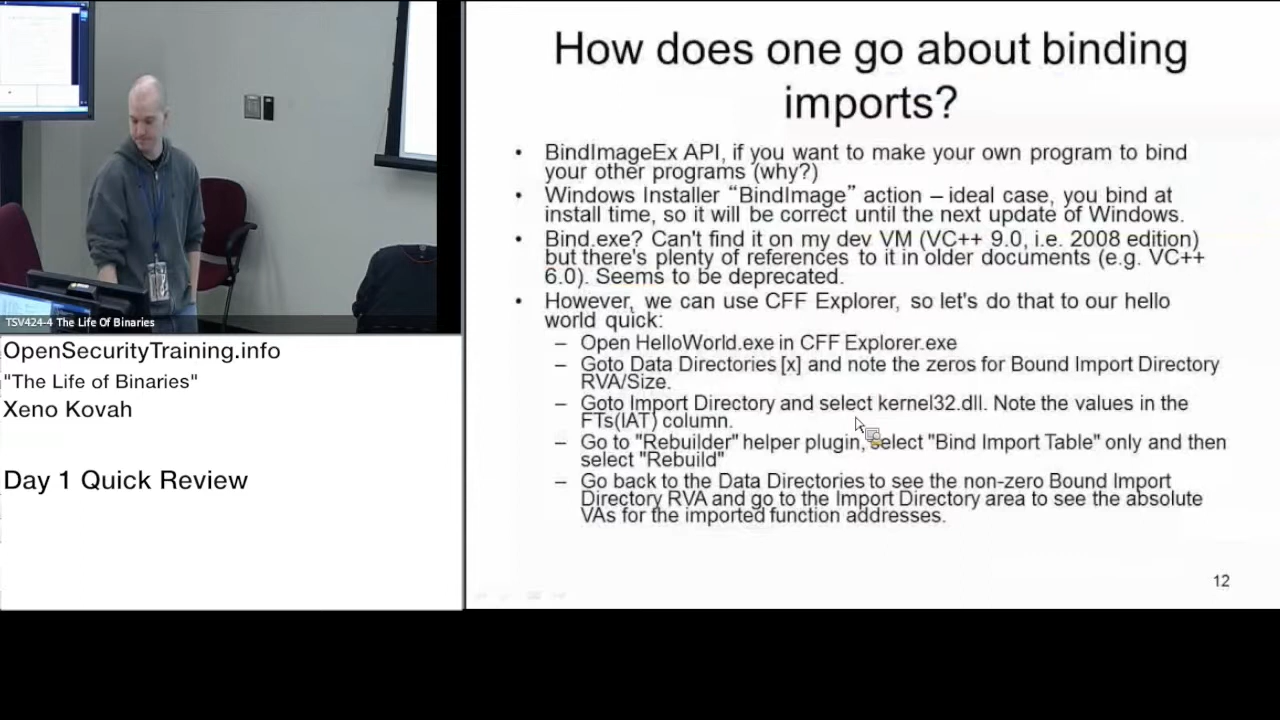 TSV424-4 The Life Of Binaries
OpenSecurityTraining.info
"The Life of Binaries"
Xeno Kovah
Day 1 Quick Review
How does one go about binding
imports?
• BindImageEx API, if you want to make your own program to bind
your other programs (why?)
• Windows Installer “BindImage” action – ideal case, you bind at
install time, so it will be correct until the next update of Windows.
• Bind.exe? Can't find it on my dev VM (VC++ 9.0, i.e. 2008 edition)
but there's plenty of references to it in older documents (e.g. VC++
6.0). Seems to be deprecated.
• However, we can use CFF Explorer, so let's do that to our hello
world quick:
– Open HelloWorld.exe in CFF Explorer.exe
– Goto Data Directories [x] and note the zeros for Bound Import Directory
RVA/Size.
– Goto Import Directory and select kernel32.dll. Note the values in the
FTs(IAT) column.
– Go to "Rebuilder" helper plugin, select "Bind Import Table" only and then
select "Rebuild"
– Go back to the Data Directories to see the non-zero Bound Import
Directory RVA and go to the Import Directory area to see the absolute
VAs for the imported function addresses.
12